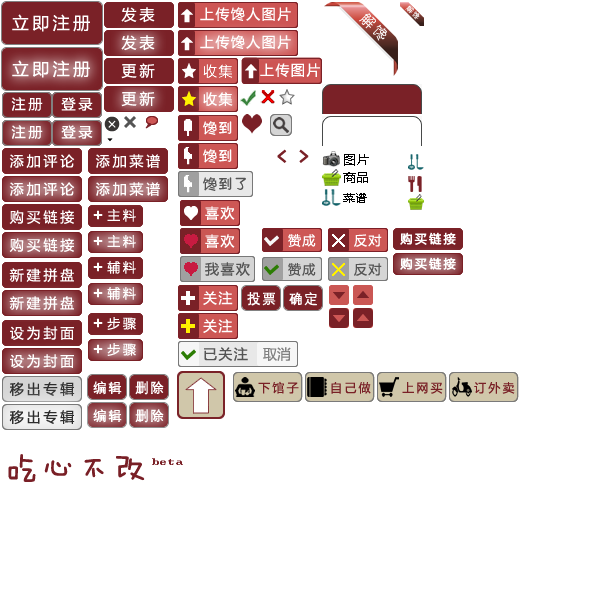 立即注册
立即注册
注册 登录
注册 登录
添加评论
添加评论
购买链接
购买链接
新建拼盘
新建拼盘
设为封面
设为封面
移出专辑
移出专辑
发表
发表
更新
更新
添加菜谱
添加菜谱
+主料
+主料
+辅料
+辅料
+步骤
+步骤
编辑 删除
编辑 删除
上传馋人图片
上传馋人图片
收集 上传图片
收集
馋到
馋到
馋到了
喜欢
喜欢
我喜欢
关注
关注
已关注 取消
赞成 反对
赞成 反对
投票 确定
购买链接
购买链接
解馋
解馋
图片
商品
菜谱
下馆子 自己做 上网买 订外卖
吃心不改 beta